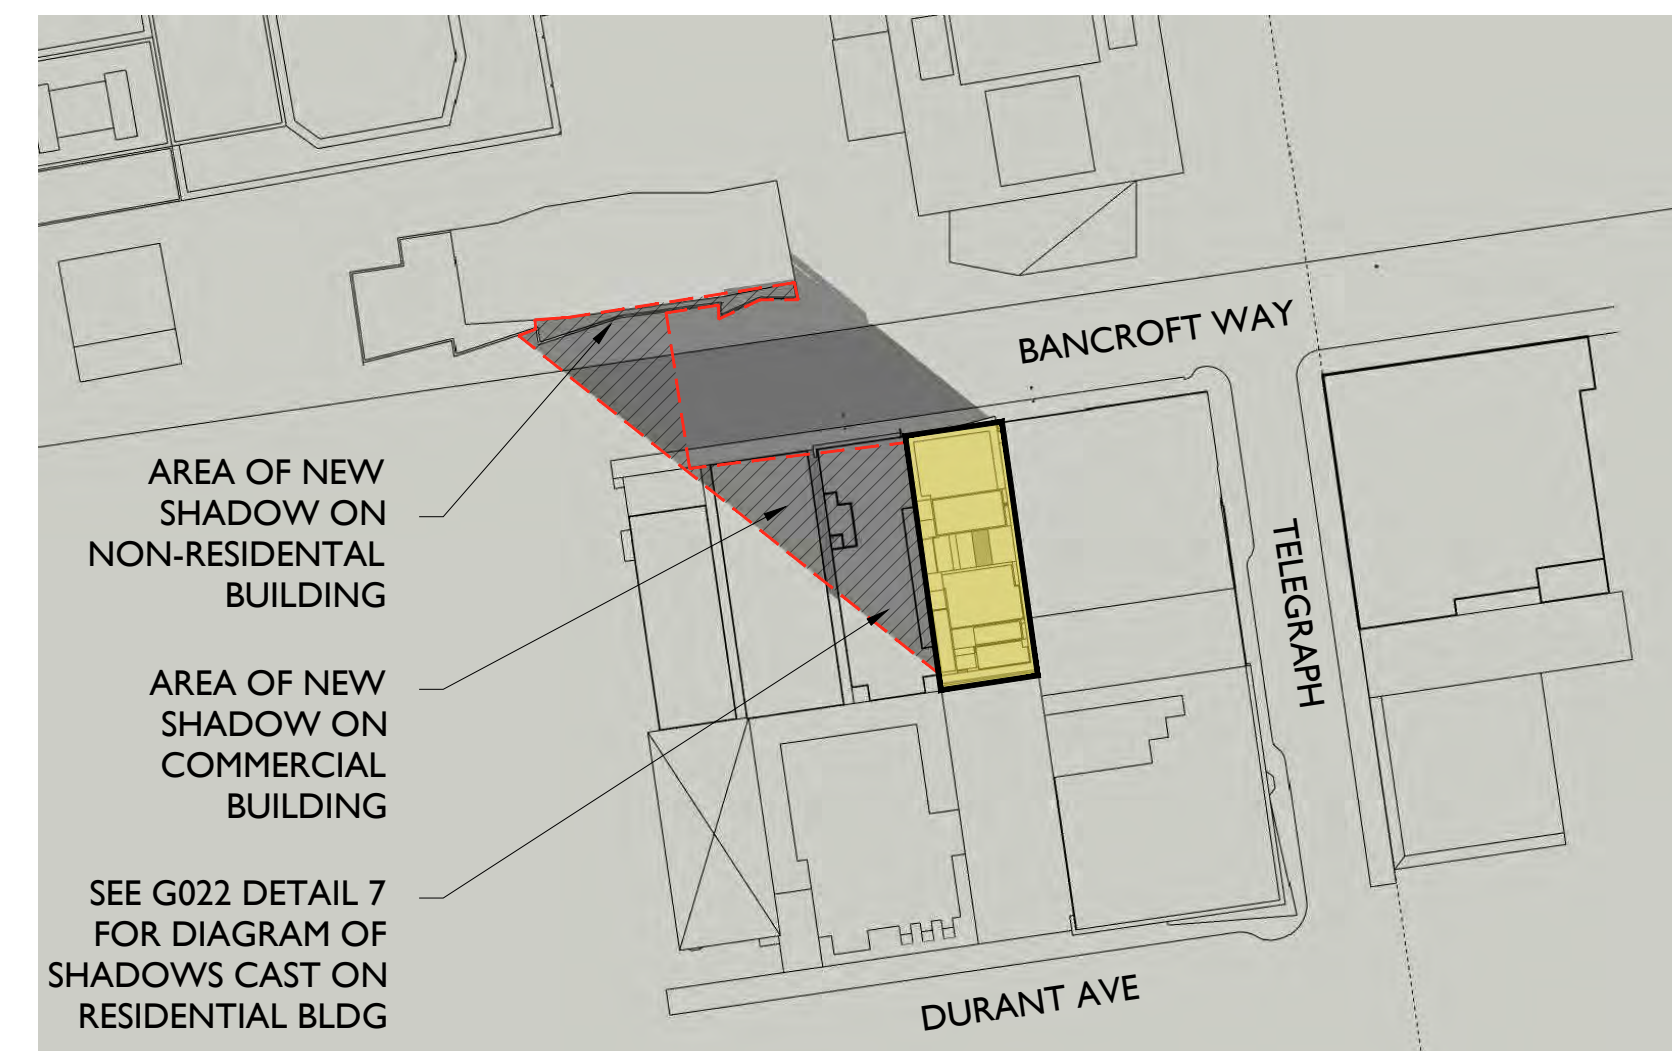 BANCROFT WAY
TELEGRAPH
AREA OF NEW
SHADOW ON
NON-RESIDENTAL
BUILDING
AREA OF NEW
SHADOW ON
COMMERCIAL
BUILDING
SEE G022 DETAIL 7
FOR DIAGRAM OF
SHADOWS CAST ON
RESIDENTIAL BLDG
DURANT AVE